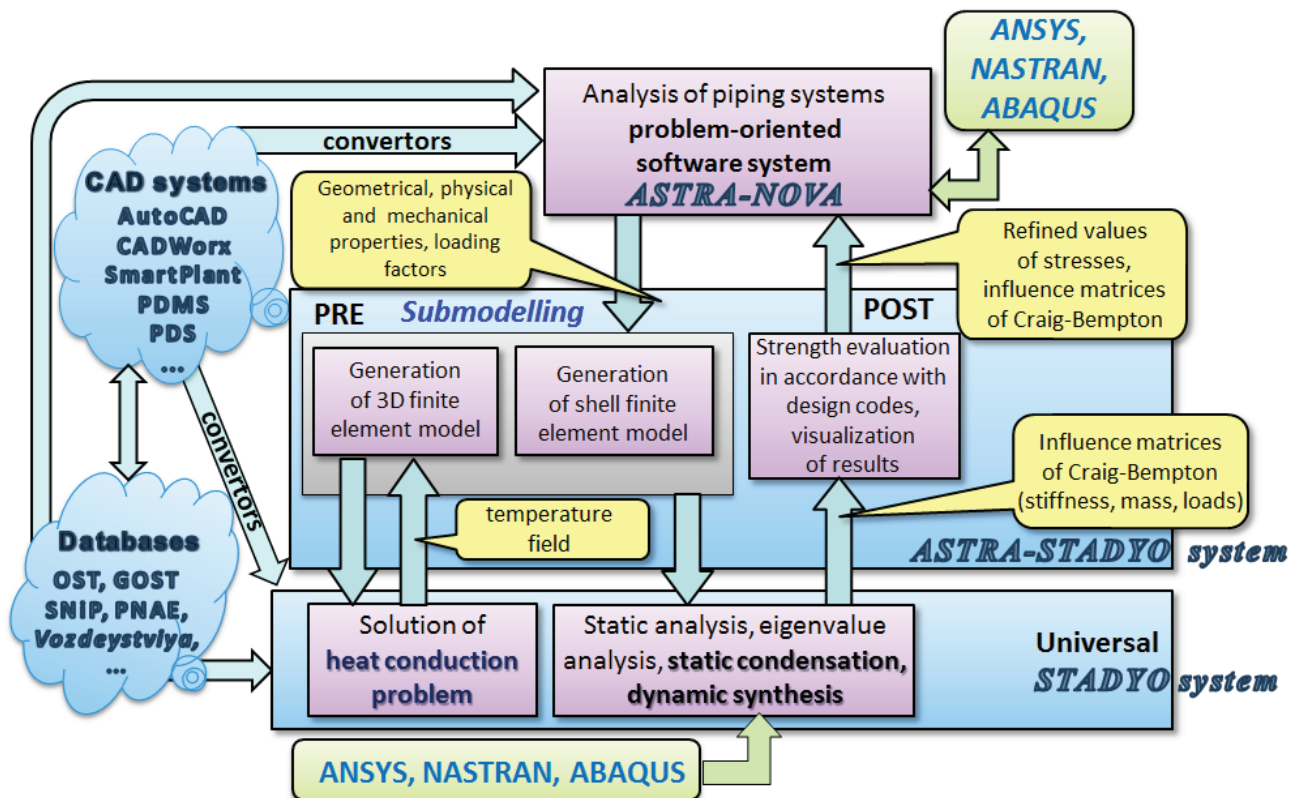 ANSYS,
NASTRAN,
ABAQUS
Analysis of piping systems
problem-oriented
software system
ASTRA-NOVA
convertors
CAD systems
AutoCAD
CADWorx
SmartPlant
PDMS
PDS
...
Geometrical, physical
and mechanical
properties, loading
factors
Refined values
of stresses,
influence matrices
of Craig-Bempton
PRE
Submodelling
POST
Generation
of 3D finite
element model
Generation
of shell finite
element model
Strength evaluation
in accordance with
design codes,
visualization
of results
convertors
Influence matrices
of Craig-Bempton
(stiffness, mass, loads)
temperature
field
ASTRA-STADYO system
Databases
OST, GOST
SNiP, PNAE,
Vozdeystviya,
...
Solution of
heat conduction
problem
Static analysis, eigenvalue
analysis, static condensation,
dynamic synthesis
Universal
STADYO system
ANSYS, NASTRAN, ABAQUS